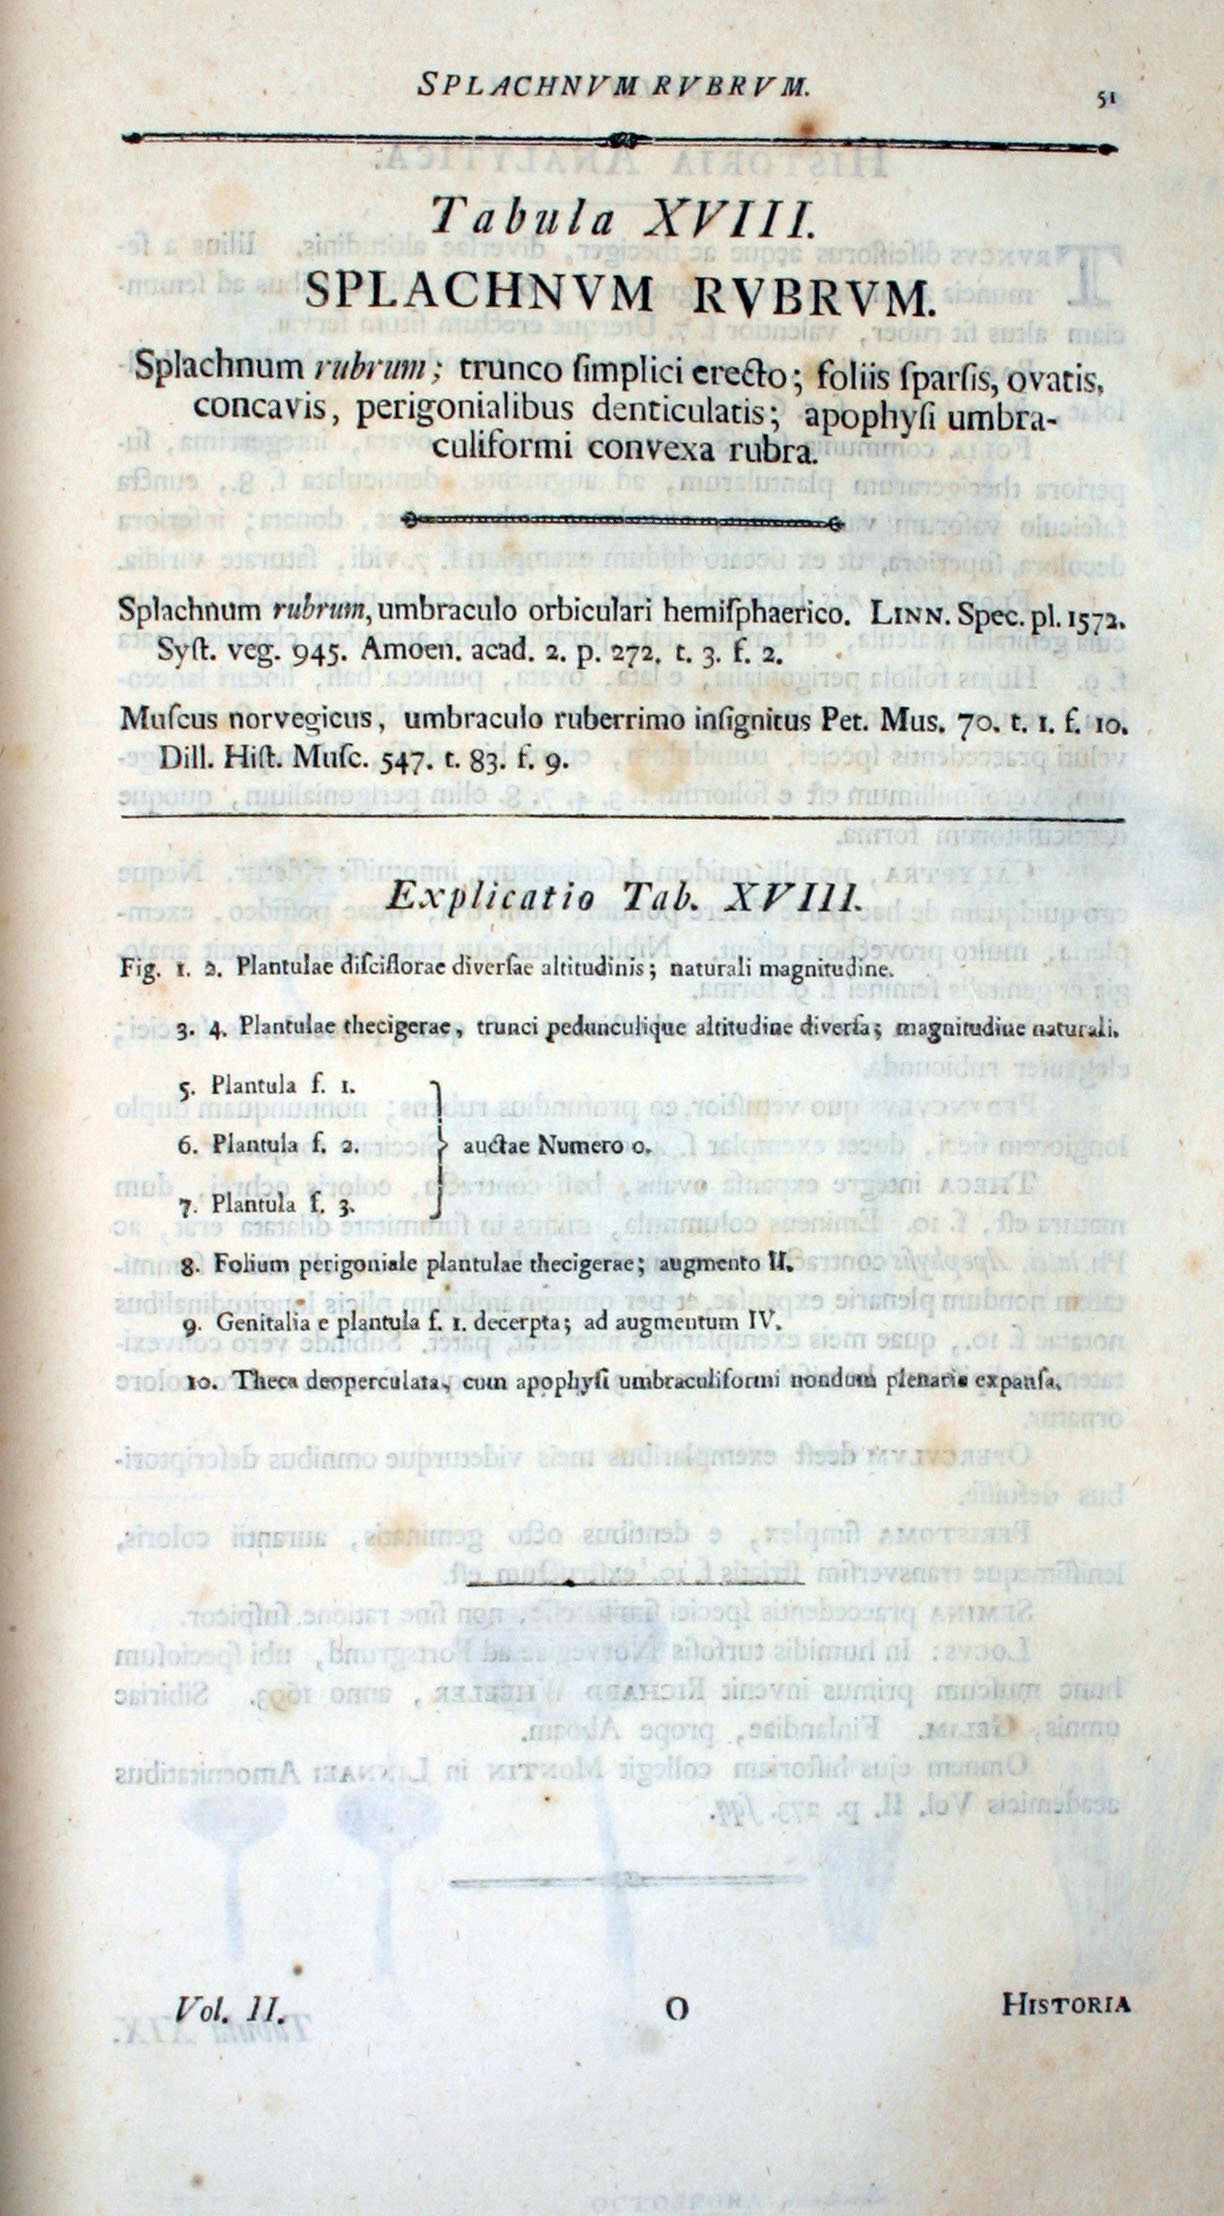 SPLACHNVM RVBRVM.
51
Tabula XVIII.
SPLACHNVM RVBRVM.
Splachnum rubrum; trunco ſimplici erecto; foliis ſparſis, ovatis,
concavis, perigonialibus denticulatis; apophyſi umbra-
culiformi convexa rubra.
Splachnum rubrum, umbraculo orbiculari hemiſphaerico. LINN. Spec. pl. 1572.
Syſt. veg. 945. Amoen. acad. 2. p. 272. t. 3. f. 2.
Muſcus norvegicus, umbraculo ruberrimo inſignitus Pet. Mus. 70. t. 1. f. 10.
Dill. Hiſt. Muſc. 547. t. 83. f. 9.
Explicatio Tab. XVIII.
Fig. 1. 2. Plantulae diſciflorae diverſae altitudinis; naturali magnitudine.
3. 4. Plantulae thecigerae, trunci pedunculique altitudine diverſa; magnitudine naturali.
5. Plantula f. 1.
6. Plantula f. 2. } auctae Numero 0.
7. Plantula f. 3.
8. Folium perigoniale plantulae thecigerae; augmento II.
9. Genitalia e plantula f. 1. decerpta; ad augmentum IV.
10. Theca deoperculata, cum apophyſi umbraculiformi nondum plenarie expanſa.
Vol. II. O HISTORIA